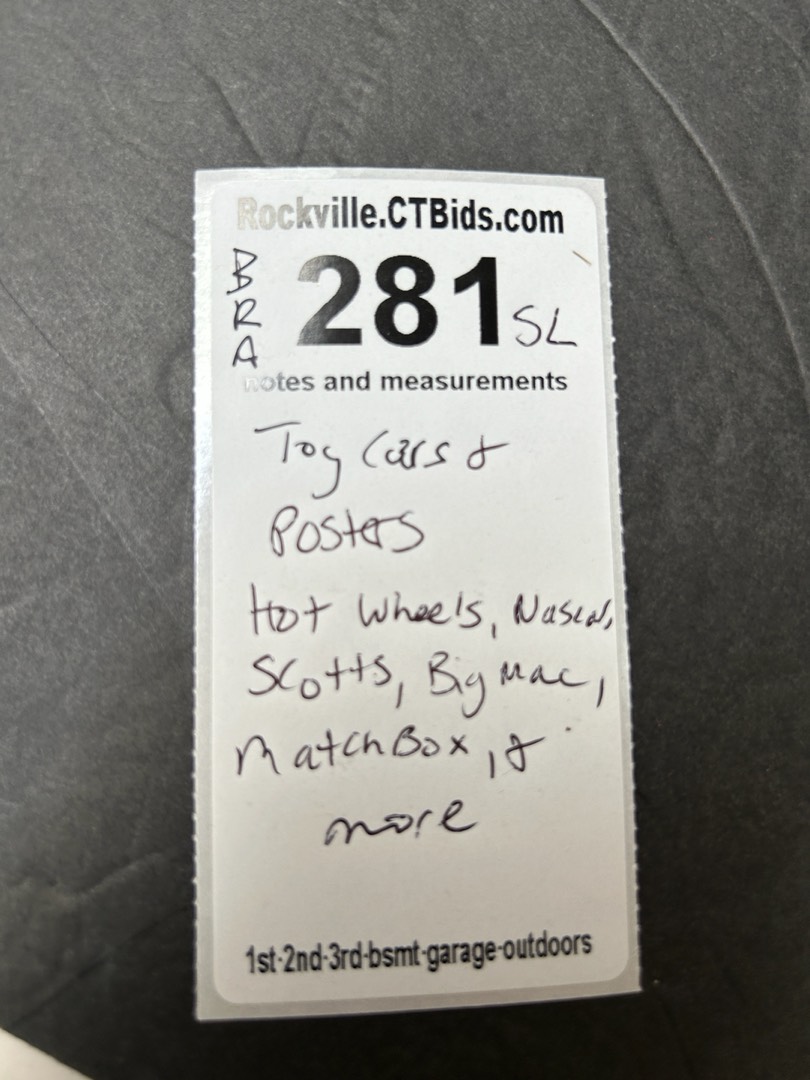 Rockville.CTBids.com
BRA
281 SL
notes and measurements
Toy Cars &
Posters
Hot Wheels, Nascar,
Scotts, Big Mac,
MatchBox, &
more
1st-2nd-3rd-bsmt-garage-outdoors